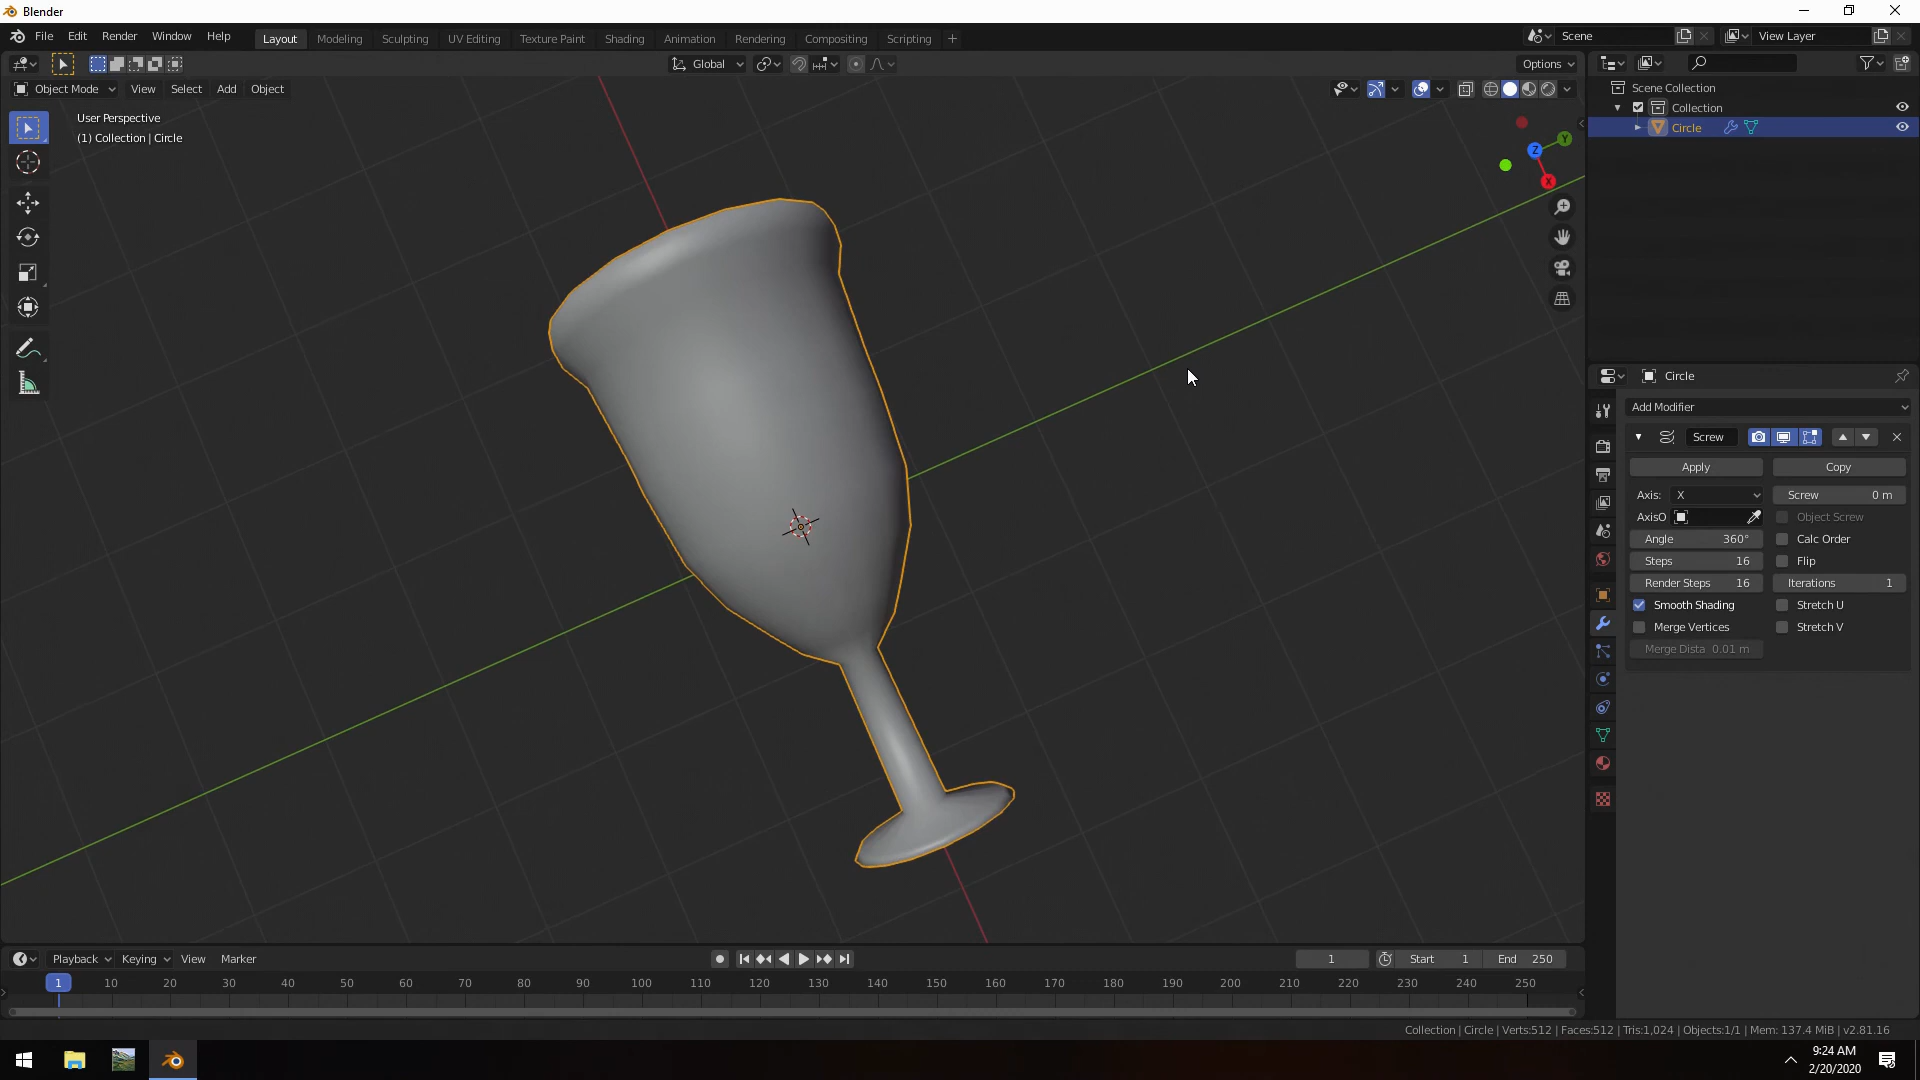 Blender
File Edit Render Window Help
Layout Modeling Sculpting UV Editing Texture Paint Shading Animation Rendering Compositing Scripting +
Scene
View Layer
Global
Options
Object Mode View Select Add Object
User Perspective
(1) Collection | Circle
Y
Z
X
Scene Collection
Collection
Circle
Circle
Add Modifier
Screw
Apply Copy
Axis: X Screw 0 m
AxisO Object Screw
Angle 360° Calc Order
Steps 16 Flip
Render Steps 16 Iterations 1
Smooth Shading Stretch U
Merge Vertices Stretch V
Merge Dista 0.01 m
Playback Keying View Marker
1 Start 1 End 250
1 10 20 30 40 50 60 70 80 90 100 110 120 130 140 150 160 170 180 190 200 210 220 230 240 250
Collection | Circle | Verts:512 | Faces:512 | Tris:1,024 | Objects:1/1 | Mem: 137.4 MiB | v2.81.16
9:24 AM
2/20/2020